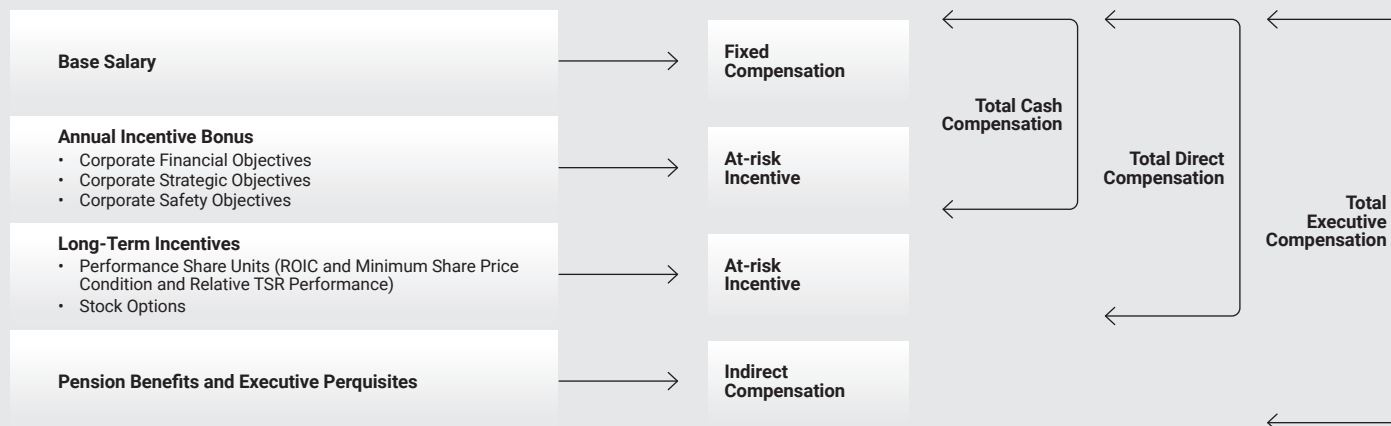 Base Salary
Fixed
Compensation
Annual Incentive Bonus
• Corporate Financial Objectives
• Corporate Strategic Objectives
• Corporate Safety Objectives
At-risk
Incentive
Long-Term Incentives
• Performance Share Units (ROIC and Minimum Share Price
Condition and Relative TSR Performance)
• Stock Options
At-risk
Incentive
Pension Benefits and Executive Perquisites
Indirect
Compensation
Total Cash
Compensation
Total Direct
Compensation
Total
Executive
Compensation